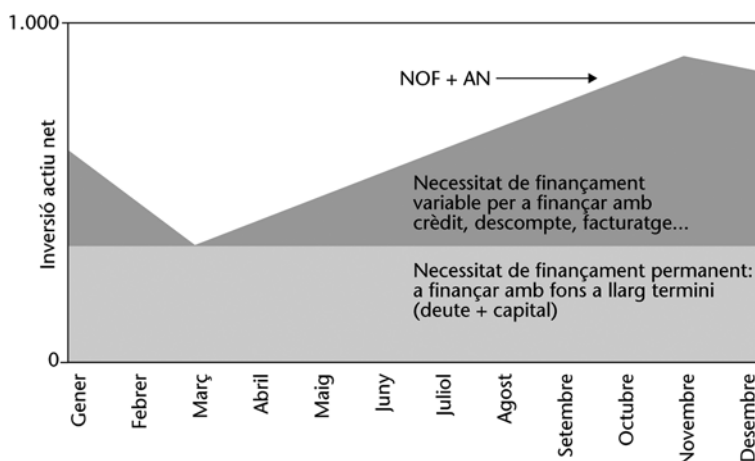 1.000
Inversió actiu net
0
NOF + AN
Necessitat de finançament
variable per a finançar amb
crèdit, descompte, facturatge...
Necessitat de finançament permanent:
a finançar amb fons a llarg termini
(deute + capital)
Gener
Febrer
Març
Abril
Maig
Juny
Juliol
Agost
Setembre
Octubre
Novembre
Desembre